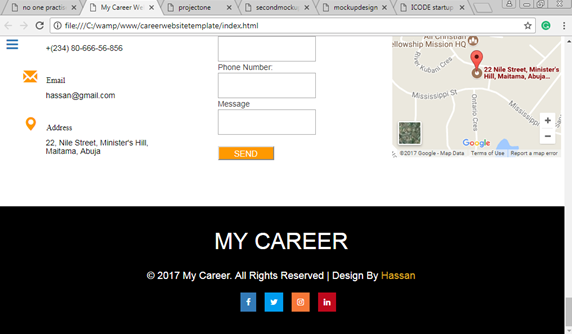 no one practis
My Career We
projectone
secondmocku
mockupdesign
ICODE startup
file:///C:/wamp/www/careerwebsitetemplate/index.html
+(234) 80-666-56-856
Email
hassan@gmail.com
Address
22, Nile Street, Minister's Hill,
Maitama, Abuja
Phone Number:
Message
SEND
All Christian
ellowship Mission HQ
River Kubani Cres
22 Nile Street, Minister's
Hill, Maitama, Abuja...
Mississippi St
Ontario Cres
Mississippi
Google
©2017 Google - Map Data
Terms of Use
Report a map error
MY CAREER
© 2017 My Career. All Rights Reserved | Design By Hassan